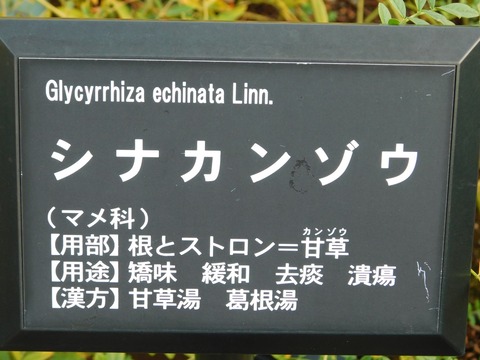 Glycyrrhiza echinata Linn.
シナカンゾウ
(マメ科)
カンゾウ
【用部】根とストロン=甘草
【用途】矯味 緩和 去痰 潰瘍
【漢方】甘草湯 葛根湯